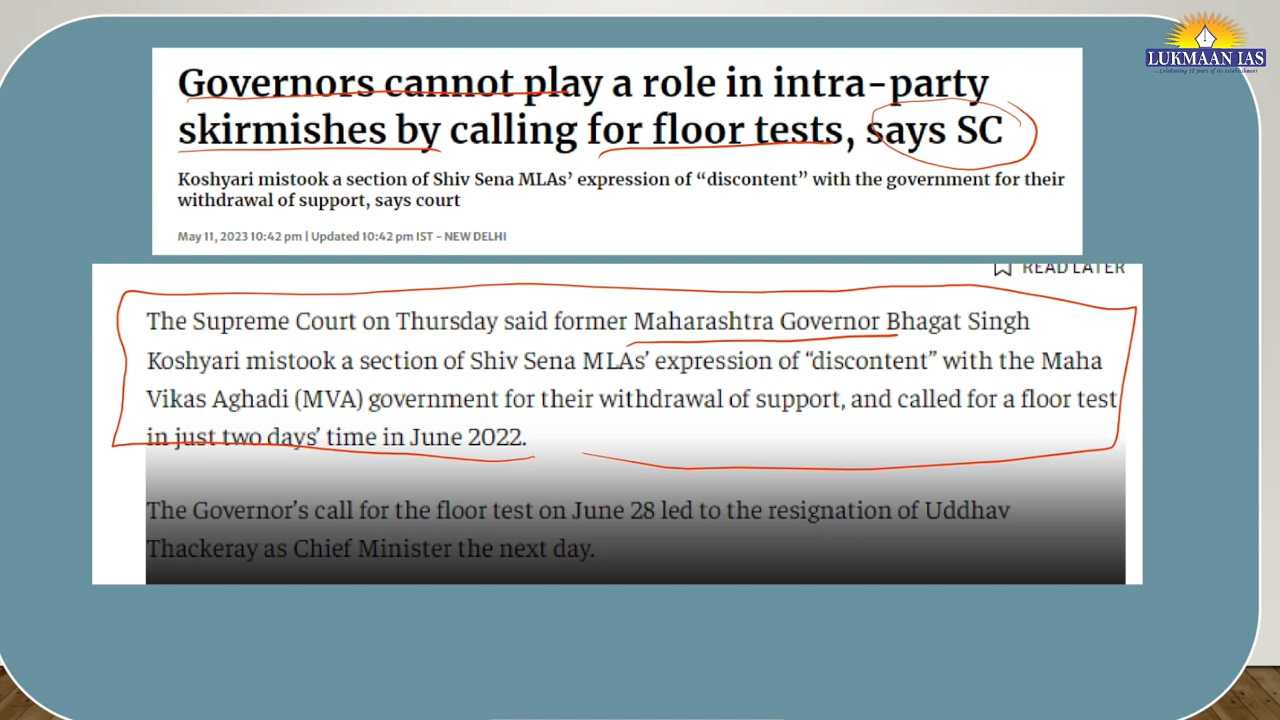 LUKMAAN IAS
...Celebrating 12 years of its establishment
Governors cannot play a role in intra-party
skirmishes by calling for floor tests, says SC
Koshyari mistook a section of Shiv Sena MLAs’ expression of “discontent” with the government for their
withdrawal of support, says court
May 11, 2023 10:42 pm | Updated 10:42 pm IST - NEW DELHI
READ LATER
The Supreme Court on Thursday said former Maharashtra Governor Bhagat Singh
Koshyari mistook a section of Shiv Sena MLAs’ expression of “discontent” with the Maha
Vikas Aghadi (MVA) government for their withdrawal of support, and called for a floor test
in just two days’ time in June 2022.
The Governor’s call for the floor test on June 28 led to the resignation of Uddhav
Thackeray as Chief Minister the next day.